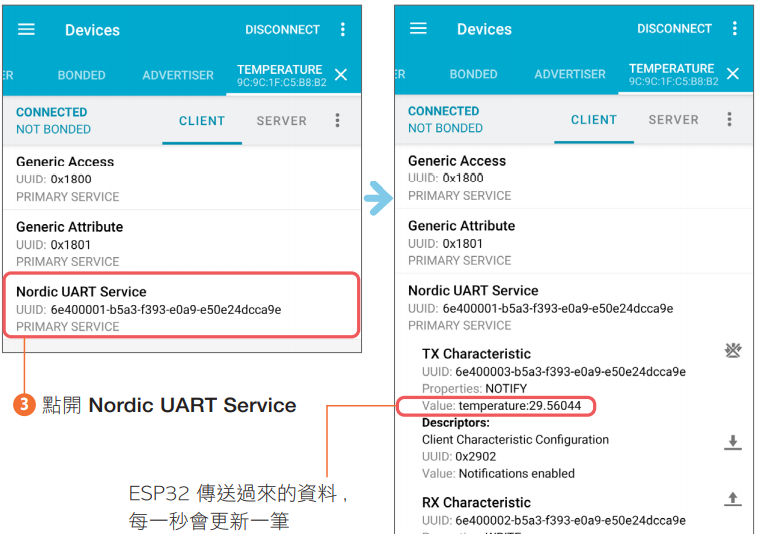 Devices
DISCONNECT
ER
BONDED
ADVERTISER
TEMPERATURE
9C:9C:1F:C5:B8:B2
CONNECTED
NOT BONDED
CLIENT
SERVER
Generic Access
UUID: 0x1800
PRIMARY SERVICE
Generic Attribute
UUID: 0x1801
PRIMARY SERVICE
Nordic UART Service
UUID: 6e400001-b5a3-f393-e0a9-e50e24dcca9e
PRIMARY SERVICE
3 點開 Nordic UART Service
Devices
DISCONNECT
ER
BONDED
ADVERTISER
TEMPERATURE
9C:9C:1F:C5:B8:B2
CONNECTED
NOT BONDED
CLIENT
SERVER
Generic Access
UUID: 0x1800
PRIMARY SERVICE
Generic Attribute
UUID: 0x1801
PRIMARY SERVICE
Nordic UART Service
UUID: 6e400001-b5a3-f393-e0a9-e50e24dcca9e
PRIMARY SERVICE
TX Characteristic
UUID: 6e400003-b5a3-f393-e0a9-e50e24dcca9e
Properties: NOTIFY
Value: temperature:29.56044
Descriptors:
Client Characteristic Configuration
UUID: 0x2902
Value: Notifications enabled
RX Characteristic
UUID: 6e400002-b5a3-f393-e0a9-e50e24dcca9e
ESP32 傳送過來的資料，
每一秒會更新一筆